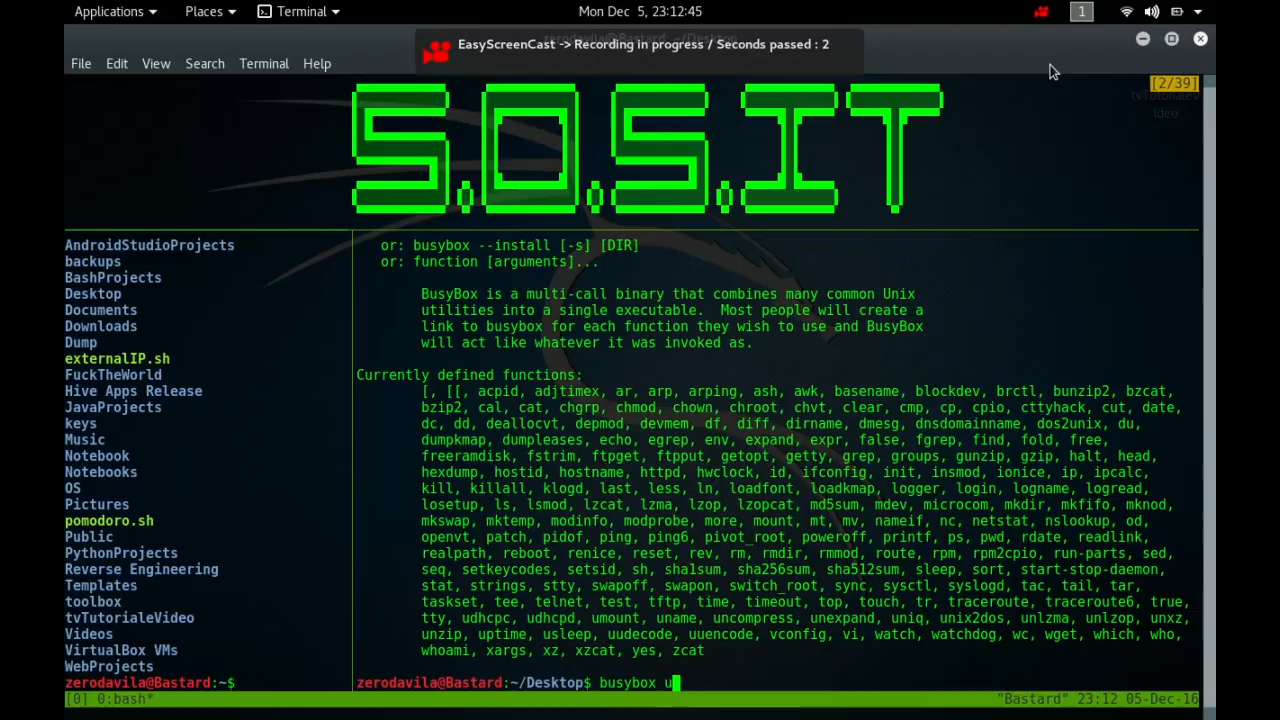 Applications Places Terminal Mon Dec 5, 23:12:45 1
EasyScreenCast -> Recording in progress / Seconds passed : 2
File Edit View Search Terminal Help
[2/39]
S.O.S.IT
AndroidStudioProjects
backups
BashProjects
Desktop
Documents
Downloads
Dump
externalIP.sh
FuckTheWorld
Hive Apps Release
JavaProjects
keys
Music
Notebook
Notebooks
OS
Pictures
pomodoro.sh
Public
PythonProjects
Reverse Engineering
Templates
toolbox
tvTutorialeVideo
Videos
VirtualBox VMs
WebProjects
zerodavila@Bastard:~$
or: busybox --install [-s] [DIR]
or: function [arguments]...
BusyBox is a multi-call binary that combines many common Unix
utilities into a single executable.  Most people will create a
link to busybox for each function they wish to use and BusyBox
will act like whatever it was invoked as.
Currently defined functions:
[, [[, acpid, adjtimex, ar, arp, arping, ash, awk, basename, blockdev, brctl, bunzip2, bzcat,
bzip2, cal, cat, chgrp, chmod, chown, chroot, chvt, clear, cmp, cp, cpio, cttyhack, cut, date,
dc, dd, deallocvt, depmod, devmem, df, diff, dirname, dmesg, dnsdomainname, dos2unix, du,
dumpkmap, dumpleases, echo, egrep, env, expand, expr, false, fgrep, find, fold, free,
freeramdisk, fstrim, ftpget, ftpput, getopt, getty, grep, groups, gunzip, gzip, halt, head,
hexdump, hostid, hostname, httpd, hwclock, id, ifconfig, init, insmod, ionice, ip, ipcalc,
kill, killall, klogd, last, less, ln, loadfont, loadkmap, logger, login, logname, logread,
losetup, ls, lsmod, lzcat, lzma, lzop, lzopcat, md5sum, mdev, microcom, mkdir, mkfifo, mknod,
mkswap, mktemp, modinfo, modprobe, more, mount, mt, mv, nameif, nc, netstat, nslookup, od,
openvt, patch, pidof, ping, ping6, pivot_root, poweroff, printf, ps, pwd, rdate, readlink,
realpath, reboot, renice, reset, rev, rm, rmdir, rmmod, route, rpm, rpm2cpio, run-parts, sed,
seq, setkeycodes, setsid, sh, sha1sum, sha256sum, sha512sum, sleep, sort, start-stop-daemon,
stat, strings, stty, swapoff, swapon, switch_root, sync, sysctl, syslogd, tac, tail, tar,
taskset, tee, telnet, test, tftp, time, timeout, top, touch, tr, traceroute, traceroute6, true,
tty, udhcpc, udhcpd, umount, uname, uncompress, unexpand, uniq, unix2dos, unlzma, unlzop, unxz,
unzip, uptime, usleep, uudecode, uuencode, vconfig, vi, watch, watchdog, wc, wget, which, who,
whoami, xargs, xz, xzcat, yes, zcat
zerodavila@Bastard:~/Desktop$ busybox u
[0] 0:bash* "Bastard" 23:12 05-Dec-16